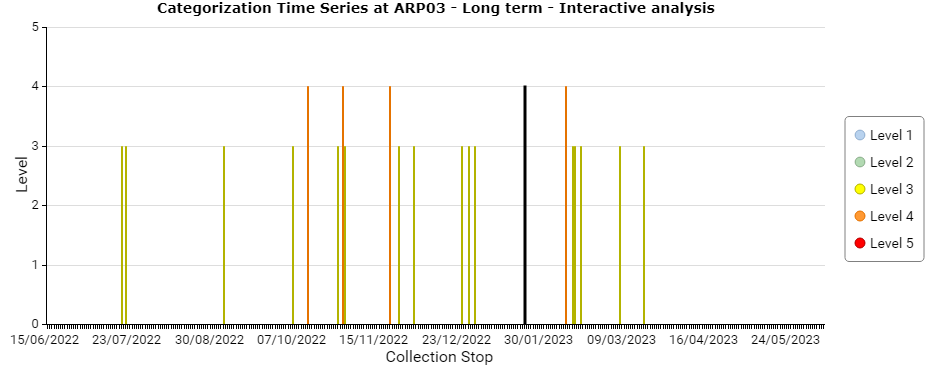 Categorization Time Series at ARP03 - Long term - Interactive analysis
5
4
3
2
1
0
Level
15/06/2022 23/07/2022 30/08/2022 07/10/2022 15/11/2022 23/12/2022 30/01/2023 09/03/2023 16/04/2023 24/05/2023
Collection Stop
Level 1
Level 2
Level 3
Level 4
Level 5